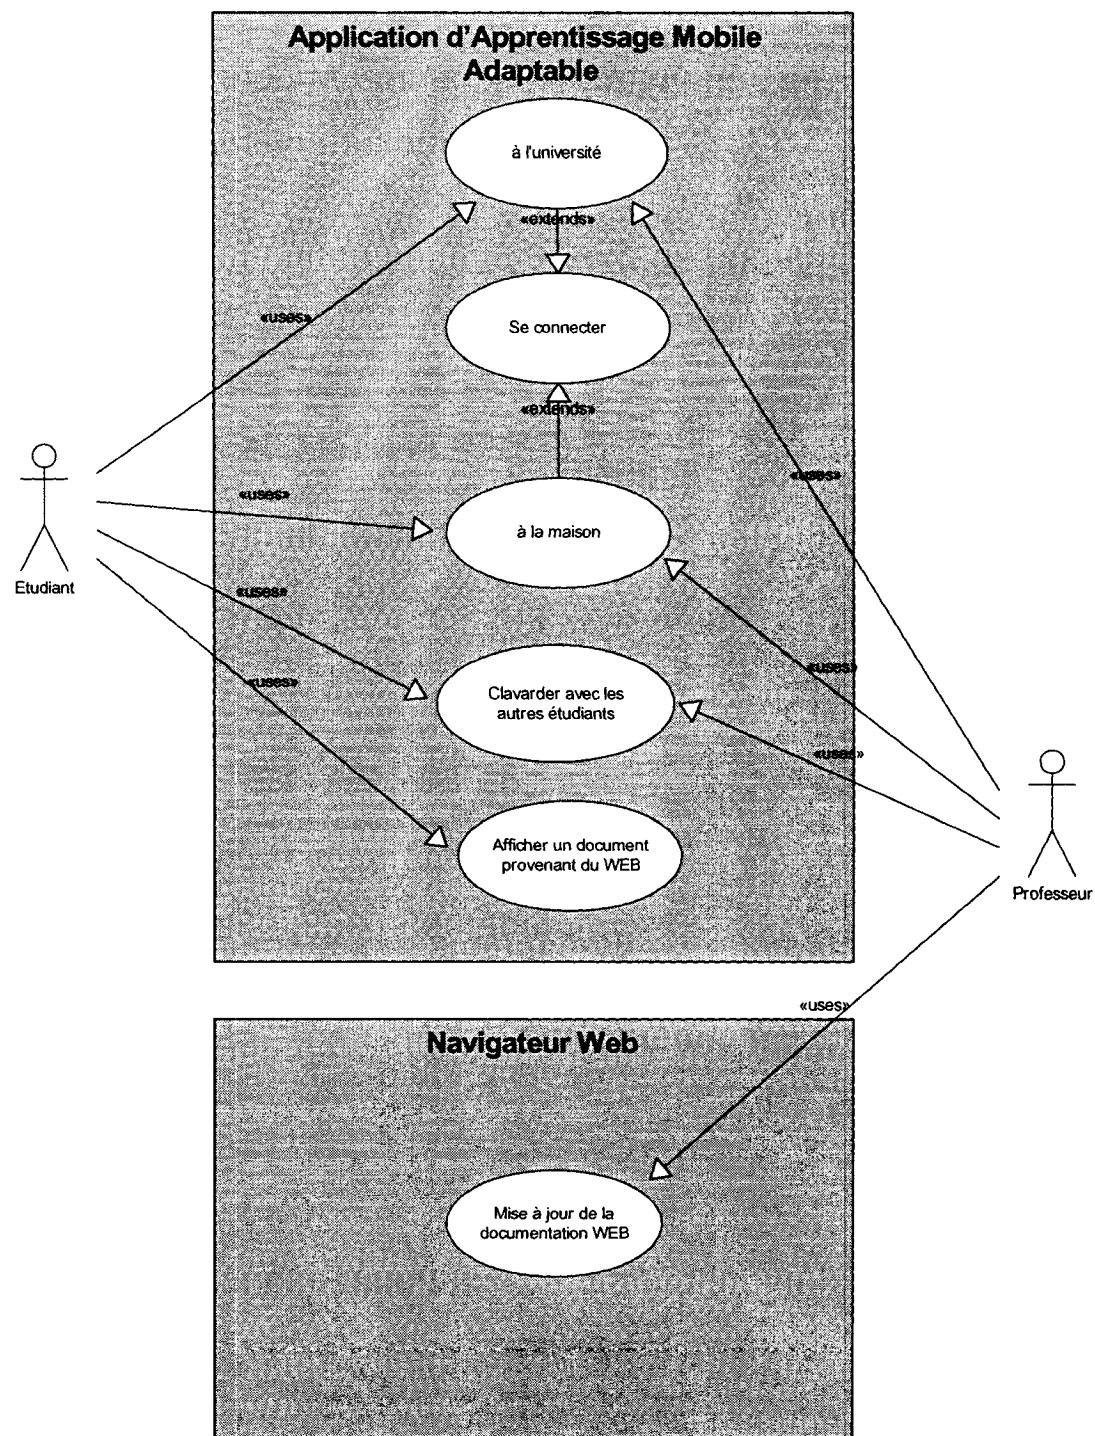 Application d'Apprentissage Mobile
Adaptable
à l'université
«extends»
«uses»
Se connecter
«extends»
«uses»
«uses»
à la maison
Etudiant
«uses»
«uses»
«uses»
Clavarder avec les
autres étudiants
«uses»
Afficher un document
provenant du WEB
Professeur
«uses»
Navigateur Web
Mise à jour de la
documentation WEB